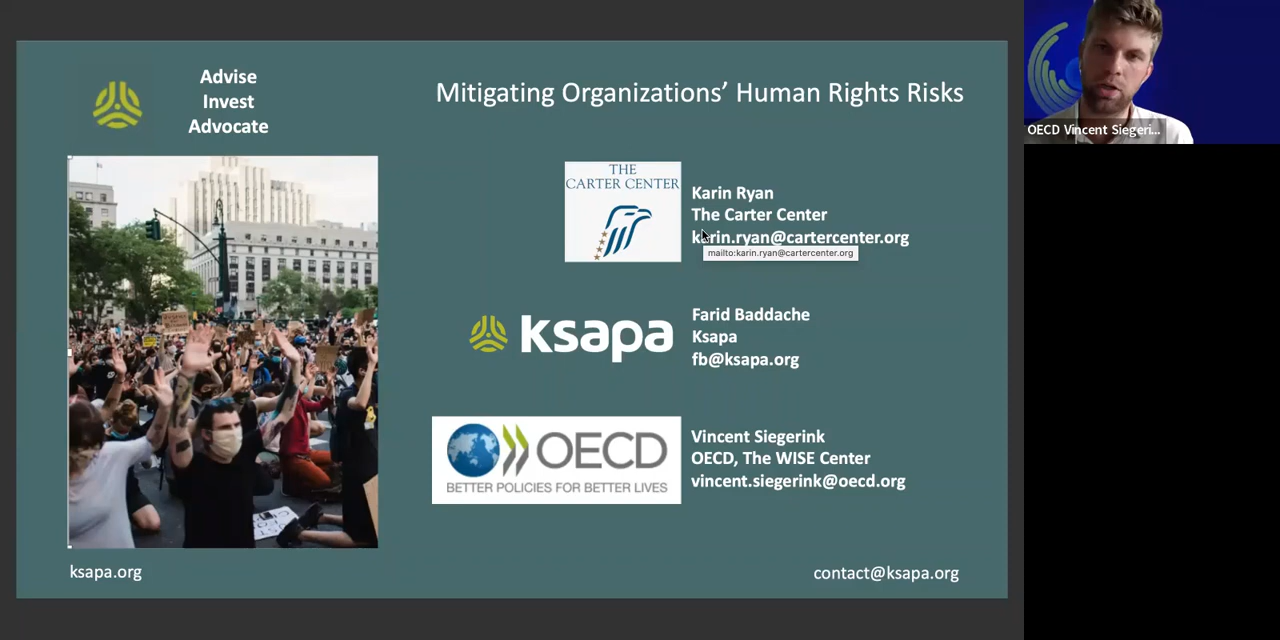 Advise
Invest
Advocate
Mitigating Organizations' Human Rights Risks
THE
CARTER CENTER
Karin Ryan
The Carter Center
karin.ryan@cartercenter.org
mailto:karin.ryan@cartercenter.org
ksapa
Farid Baddache
Ksapa
fb@ksapa.org
OECD
BETTER POLICIES FOR BETTER LIVES
Vincent Siegerink
OECD, The WISE Center
vincent.siegerink@oecd.org
ksapa.org
contact@ksapa.org
OECD Vincent Siegeri...